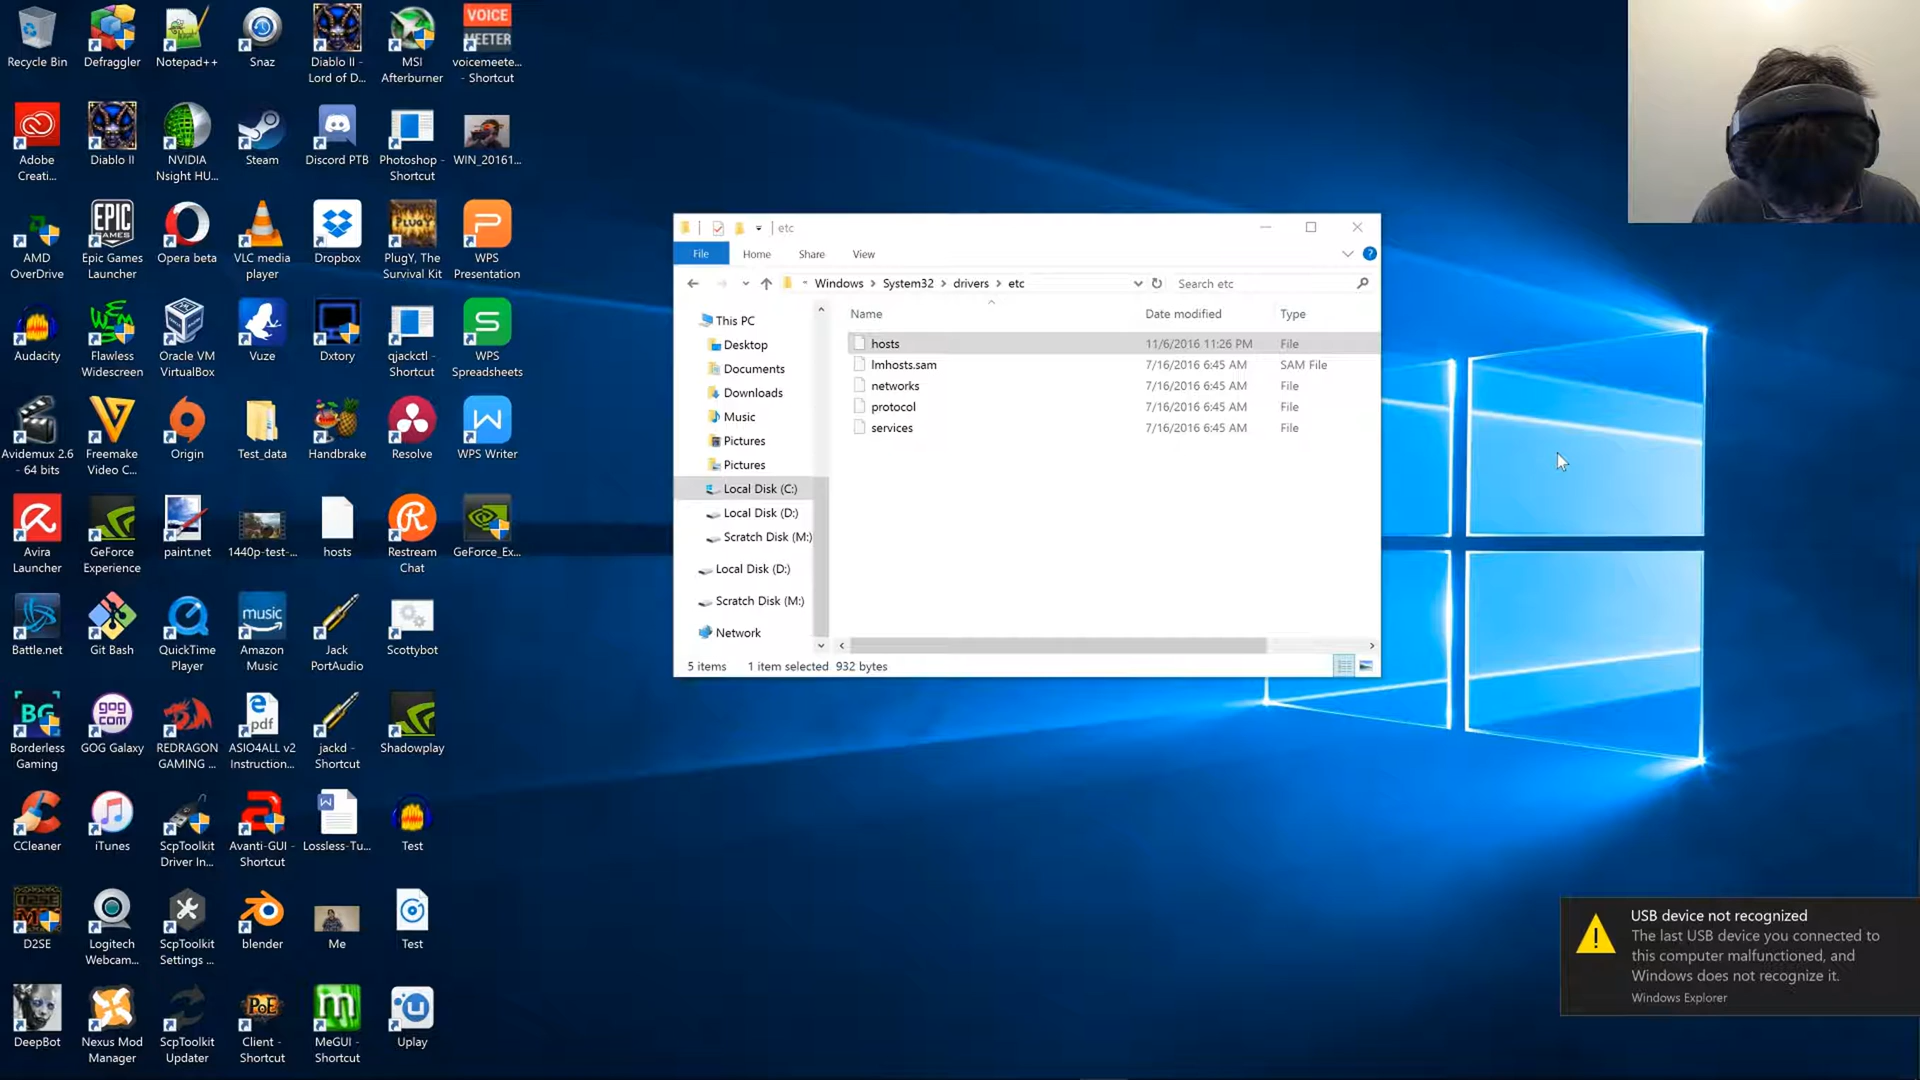 Recycle Bin
Defraggler
Notepad++
Snaz
Diablo II -
Lord of D...
MSI
Afterburner
VOICE
MEETER
voicemeete...
- Shortcut
Adobe
Creati...
Diablo II
NVIDIA
Nsight HU...
Steam
Discord PTB
Photoshop -
Shortcut
WIN_20161...
AMD
OverDrive
EPIC
GAMES
Epic Games
Launcher
Opera beta
VLC media
player
Dropbox
PLUGY
PlugY, The
Survival Kit
P
WPS
Presentation
Audacity
Flawless
Widescreen
Oracle VM
VirtualBox
Vuze
Dxtory
qjackctl -
Shortcut
S
WPS
Spreadsheets
Avidemux 2.6
- 64 bits
Freemake
Video C...
Origin
Test_data
Handbrake
Resolve
W
WPS Writer
Avira
Launcher
GeForce
Experience
paint.net
1440p-test-...
hosts
Restream
Chat
GeForce_Ex...
Battle.net
Git Bash
QuickTime
Player
music
Amazon
Music
Jack
PortAudio
Scottybot
BG
Borderless
Gaming
gog
com
GOG Galaxy
REDRAGON
GAMING ...
pdf
ASIO4ALL v2
Instruction...
jackd -
Shortcut
Shadowplay
CCleaner
iTunes
ScpToolkit
Driver In...
Avanti-GUI -
Shortcut
Lossless-Tu...
Test
D2SE
Logitech
Webcam...
ScpToolkit
Settings ...
blender
Me
Test
DeepBot
Nexus Mod
Manager
ScpToolkit
Updater
PoE
Client -
Shortcut
MeGUI -
Shortcut
Uplay
etc
File
Home
Share
View
Windows
System32
drivers
etc
Search etc
This PC
Desktop
Documents
Downloads
Music
Pictures
Pictures
Local Disk (C:)
Local Disk (D:)
Scratch Disk (M:)
Local Disk (D:)
Scratch Disk (M:)
Network
Name Date modified Type
hosts 11/6/2016 11:26 PM File
lmhosts.sam 7/16/2016 6:45 AM SAM File
networks 7/16/2016 6:45 AM File
protocol 7/16/2016 6:45 AM File
services 7/16/2016 6:45 AM File
5 items 1 item selected 932 bytes
USB device not recognized
The last USB device you connected to
this computer malfunctioned, and
Windows does not recognize it.
Windows Explorer